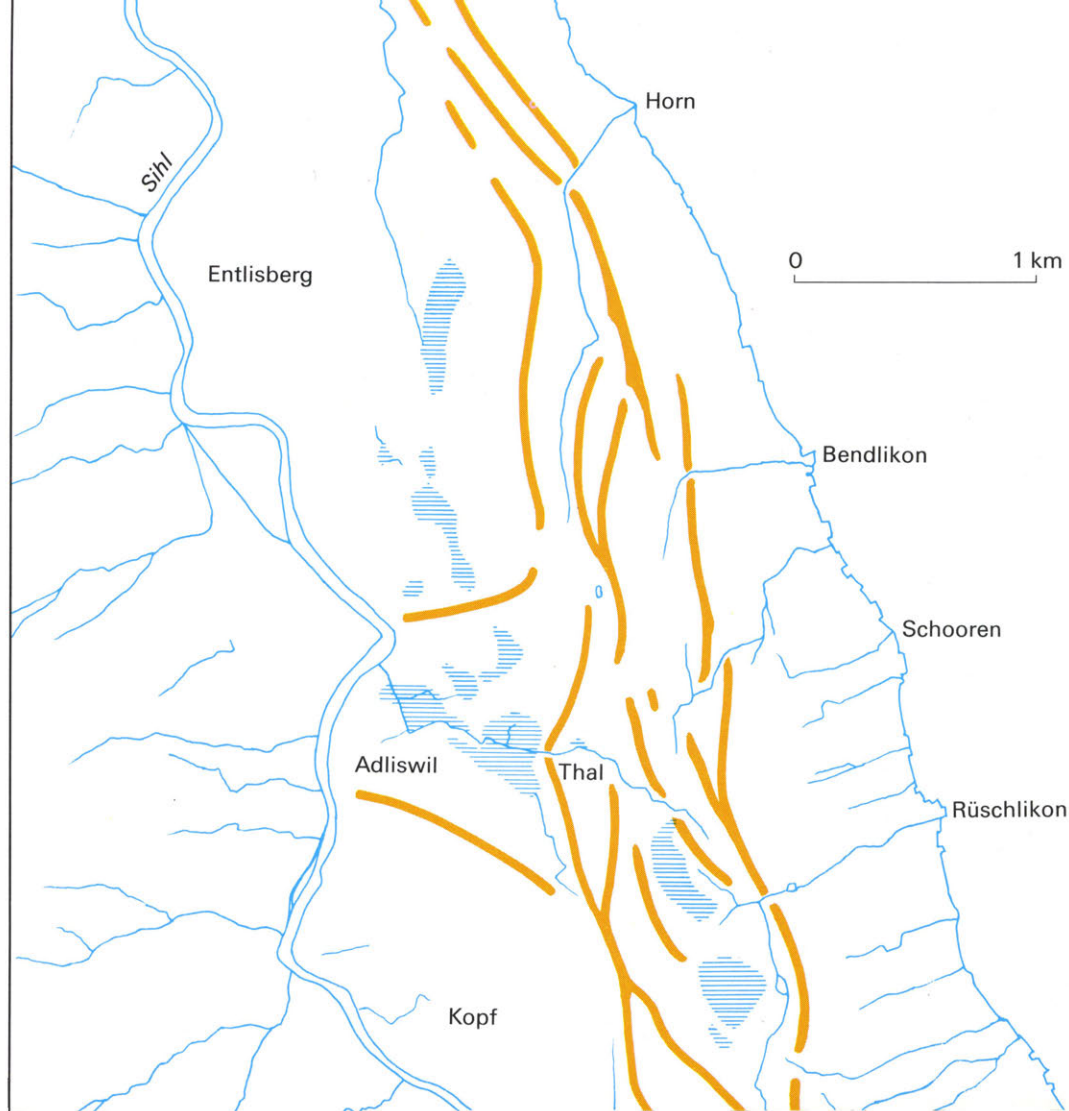 Horn
Sihl
Entlisberg
0 1 km
Bendlikon
Schooren
Adliswil
Thal
Rüschlikon
Kopf